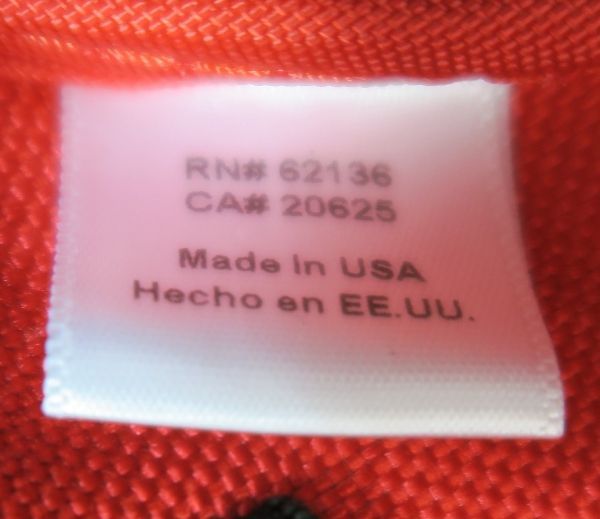 RN# 62136
CA# 20625
Made in USA
Hecho en EE.UU.